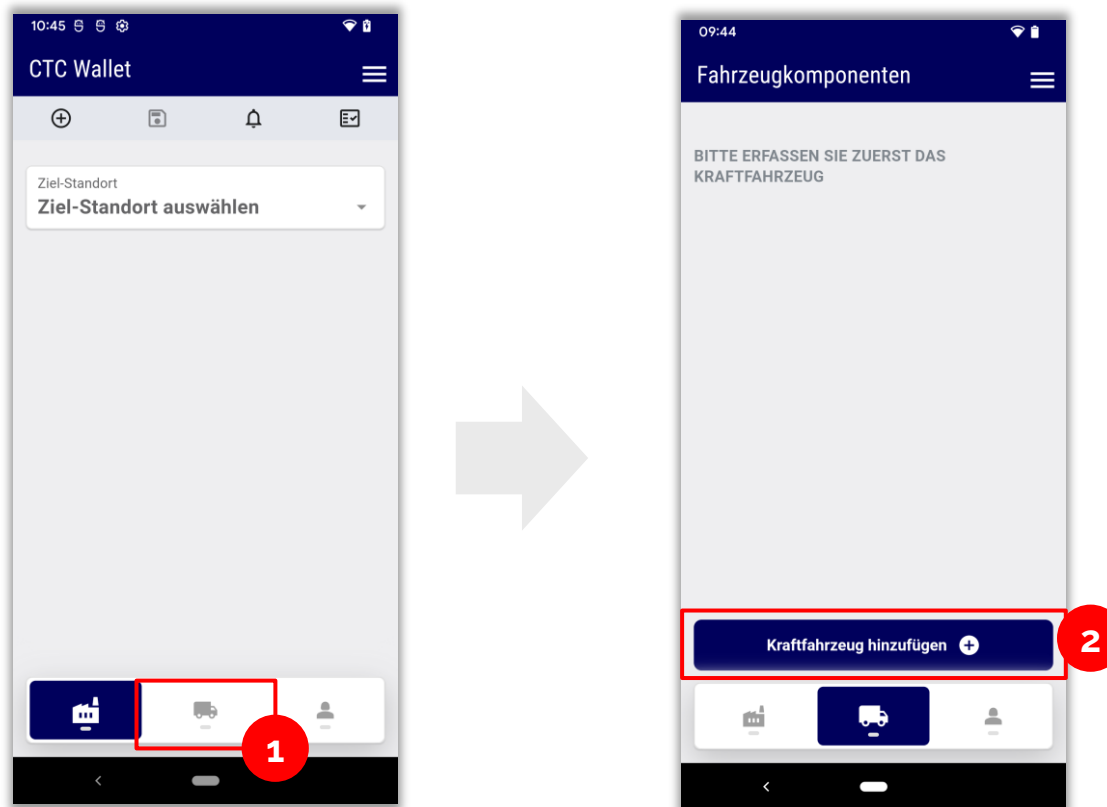 10:45
CTC Wallet
Ziel-Standort
Ziel-Standort auswählen
1
09:44
Fahrzeugkomponenten
BITTE ERFASSEN SIE ZUERST DAS
KRAFTFAHRZEUG
Kraftfahrzeug hinzufügen
2